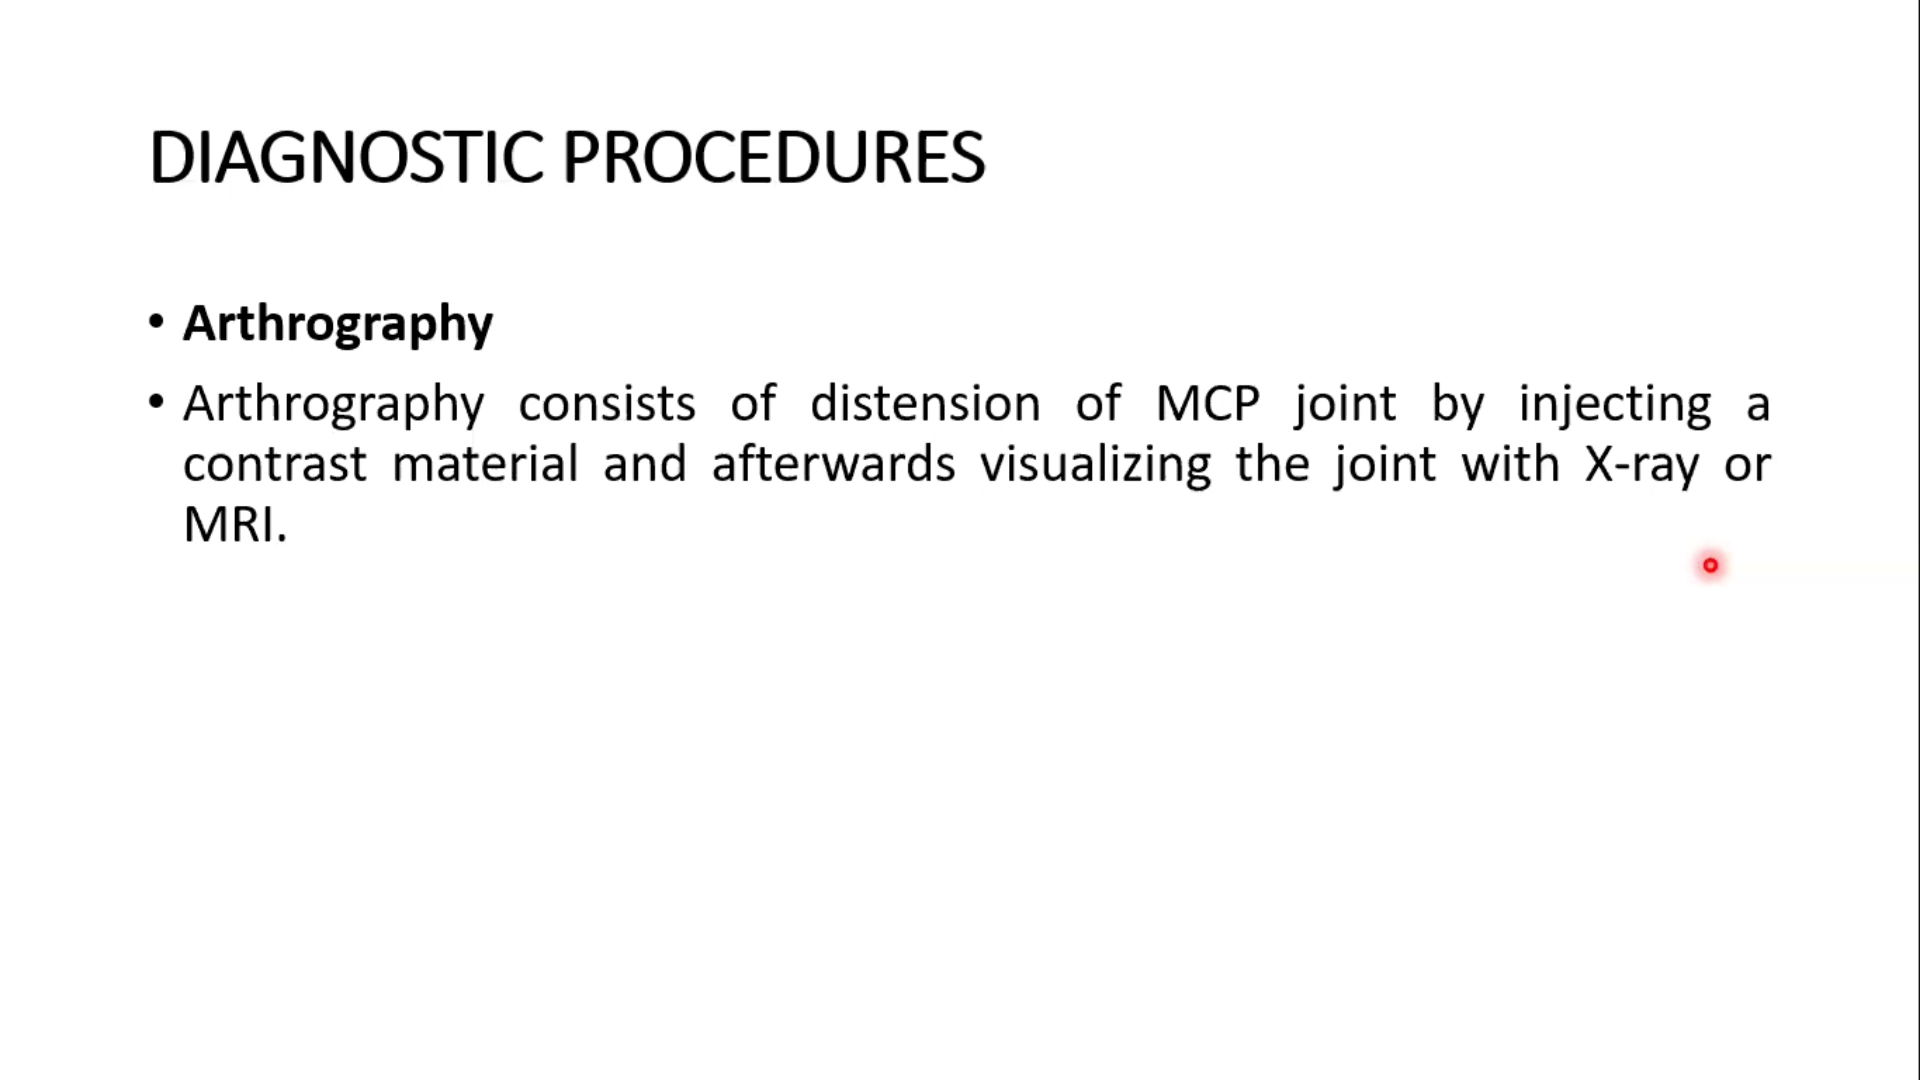 DIAGNOSTIC PROCEDURES
• Arthrography
• Arthrography consists of distension of MCP joint by injecting a
contrast material and afterwards visualizing the joint with X-ray or
MRI.